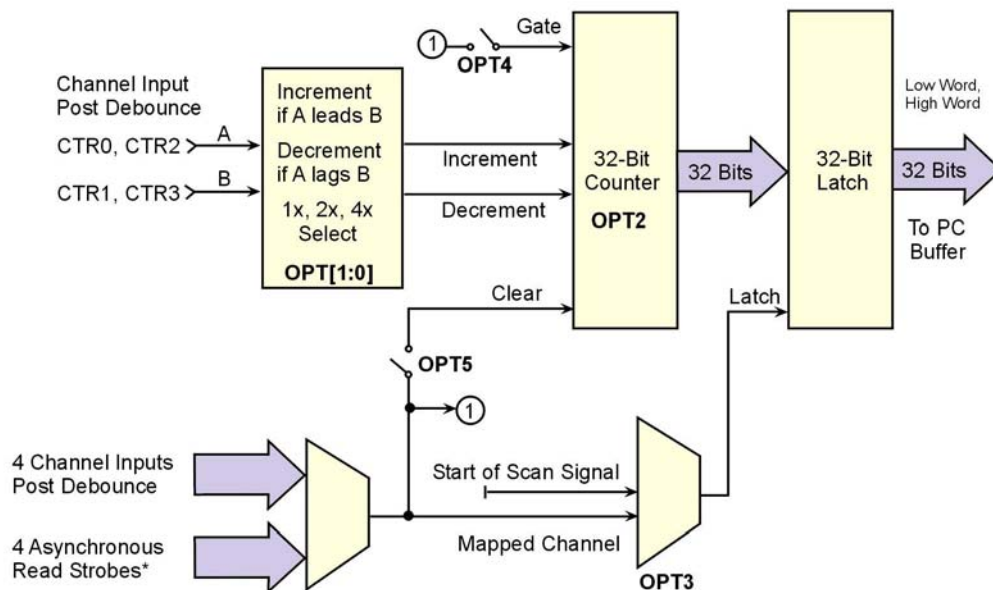 1
Gate
OPT4
Channel Input
Post Debounce
CTR0, CTR2
A
CTR1, CTR3
B
Increment
if A leads B
Decrement
if A lags B
1x, 2x, 4x
Select
OPT[1:0]
Increment
Decrement
32-Bit
Counter
OPT2
32 Bits
32-Bit
Latch
Low Word,
High Word
32 Bits
To PC
Buffer
Clear
Latch
OPT5
1
4 Channel Inputs
Post Debounce
4 Asynchronous
Read Strobes*
Start of Scan Signal
Mapped Channel
OPT3